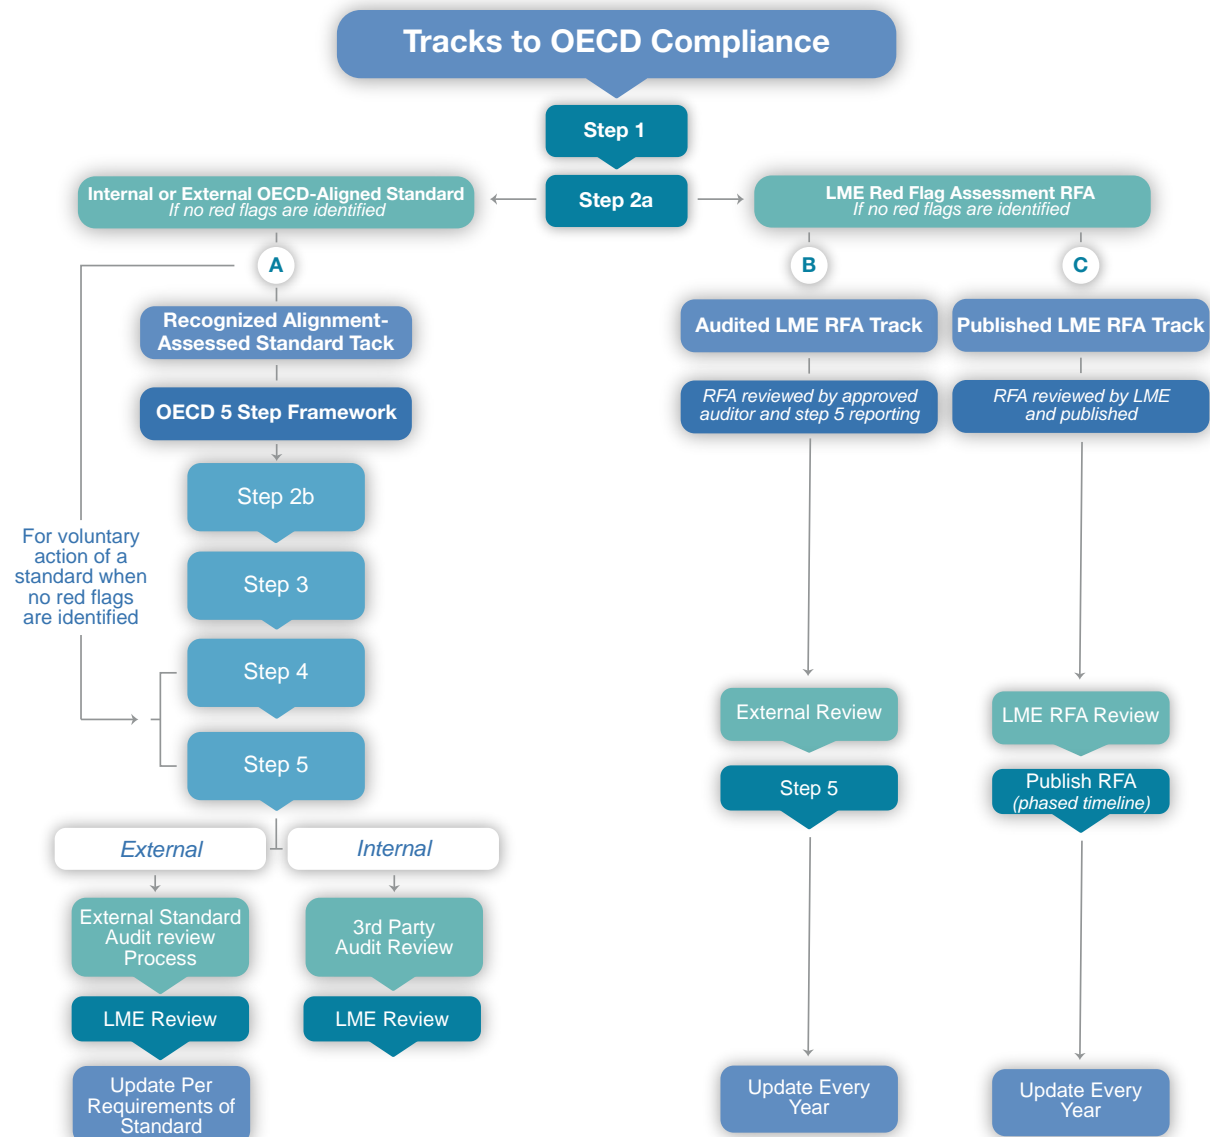 Tracks to OECD Compliance
Step 1
Step 2a
Internal or External OECD-Aligned Standard
If no red flags are identified
LME Red Flag Assessment RFA
If no red flags are identified
A
B
C
Recognized Alignment-
Assessed Standard Tack
Audited LME RFA Track
Published LME RFA Track
OECD 5 Step Framework
RFA reviewed by approved
auditor and step 5 reporting
RFA reviewed by LME
and published
Step 2b
For voluntary
action of a
standard when
no red flags
are identified
Step 3
Step 4
Step 5
External Review
LME RFA Review
Step 5
Publish RFA
(phased timeline)
External
Internal
External Standard
Audit review
Process
3rd Party
Audit Review
LME Review
LME Review
Update Per
Requirements of
Standard
Update Every
Year
Update Every
Year